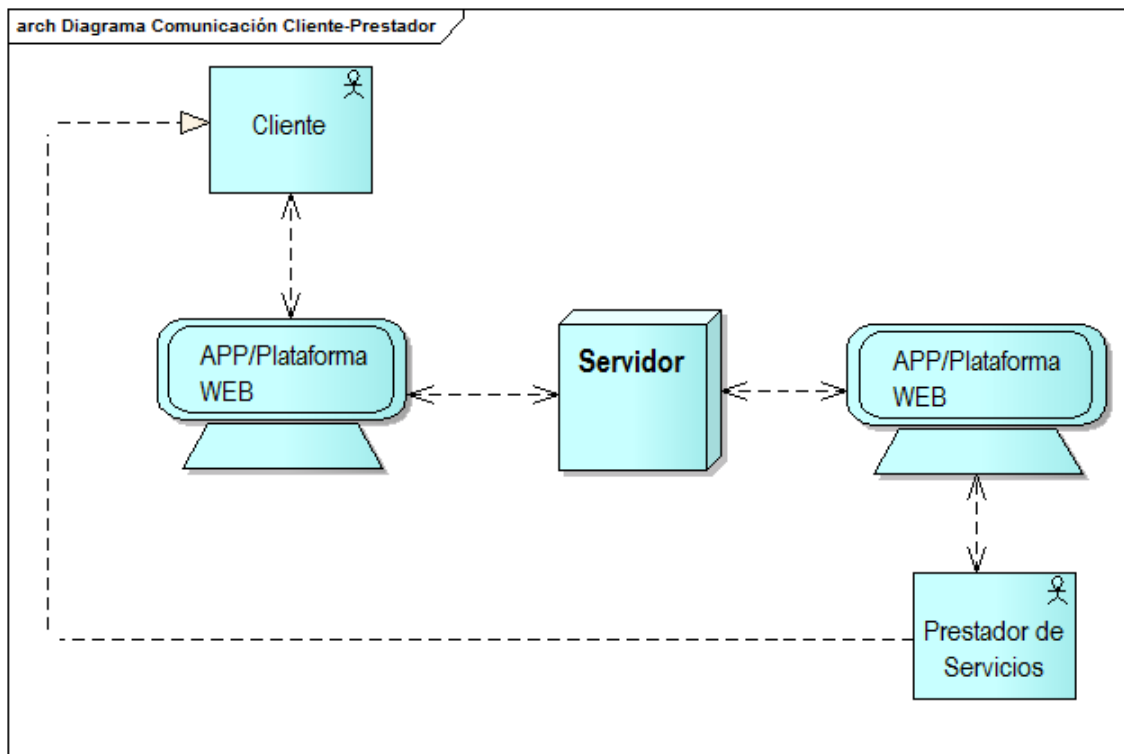 arch Diagrama Comunicación Cliente-Prestador
Cliente
APP/Plataforma
WEB
Servidor
APP/Plataforma
WEB
Prestador de
Servicios